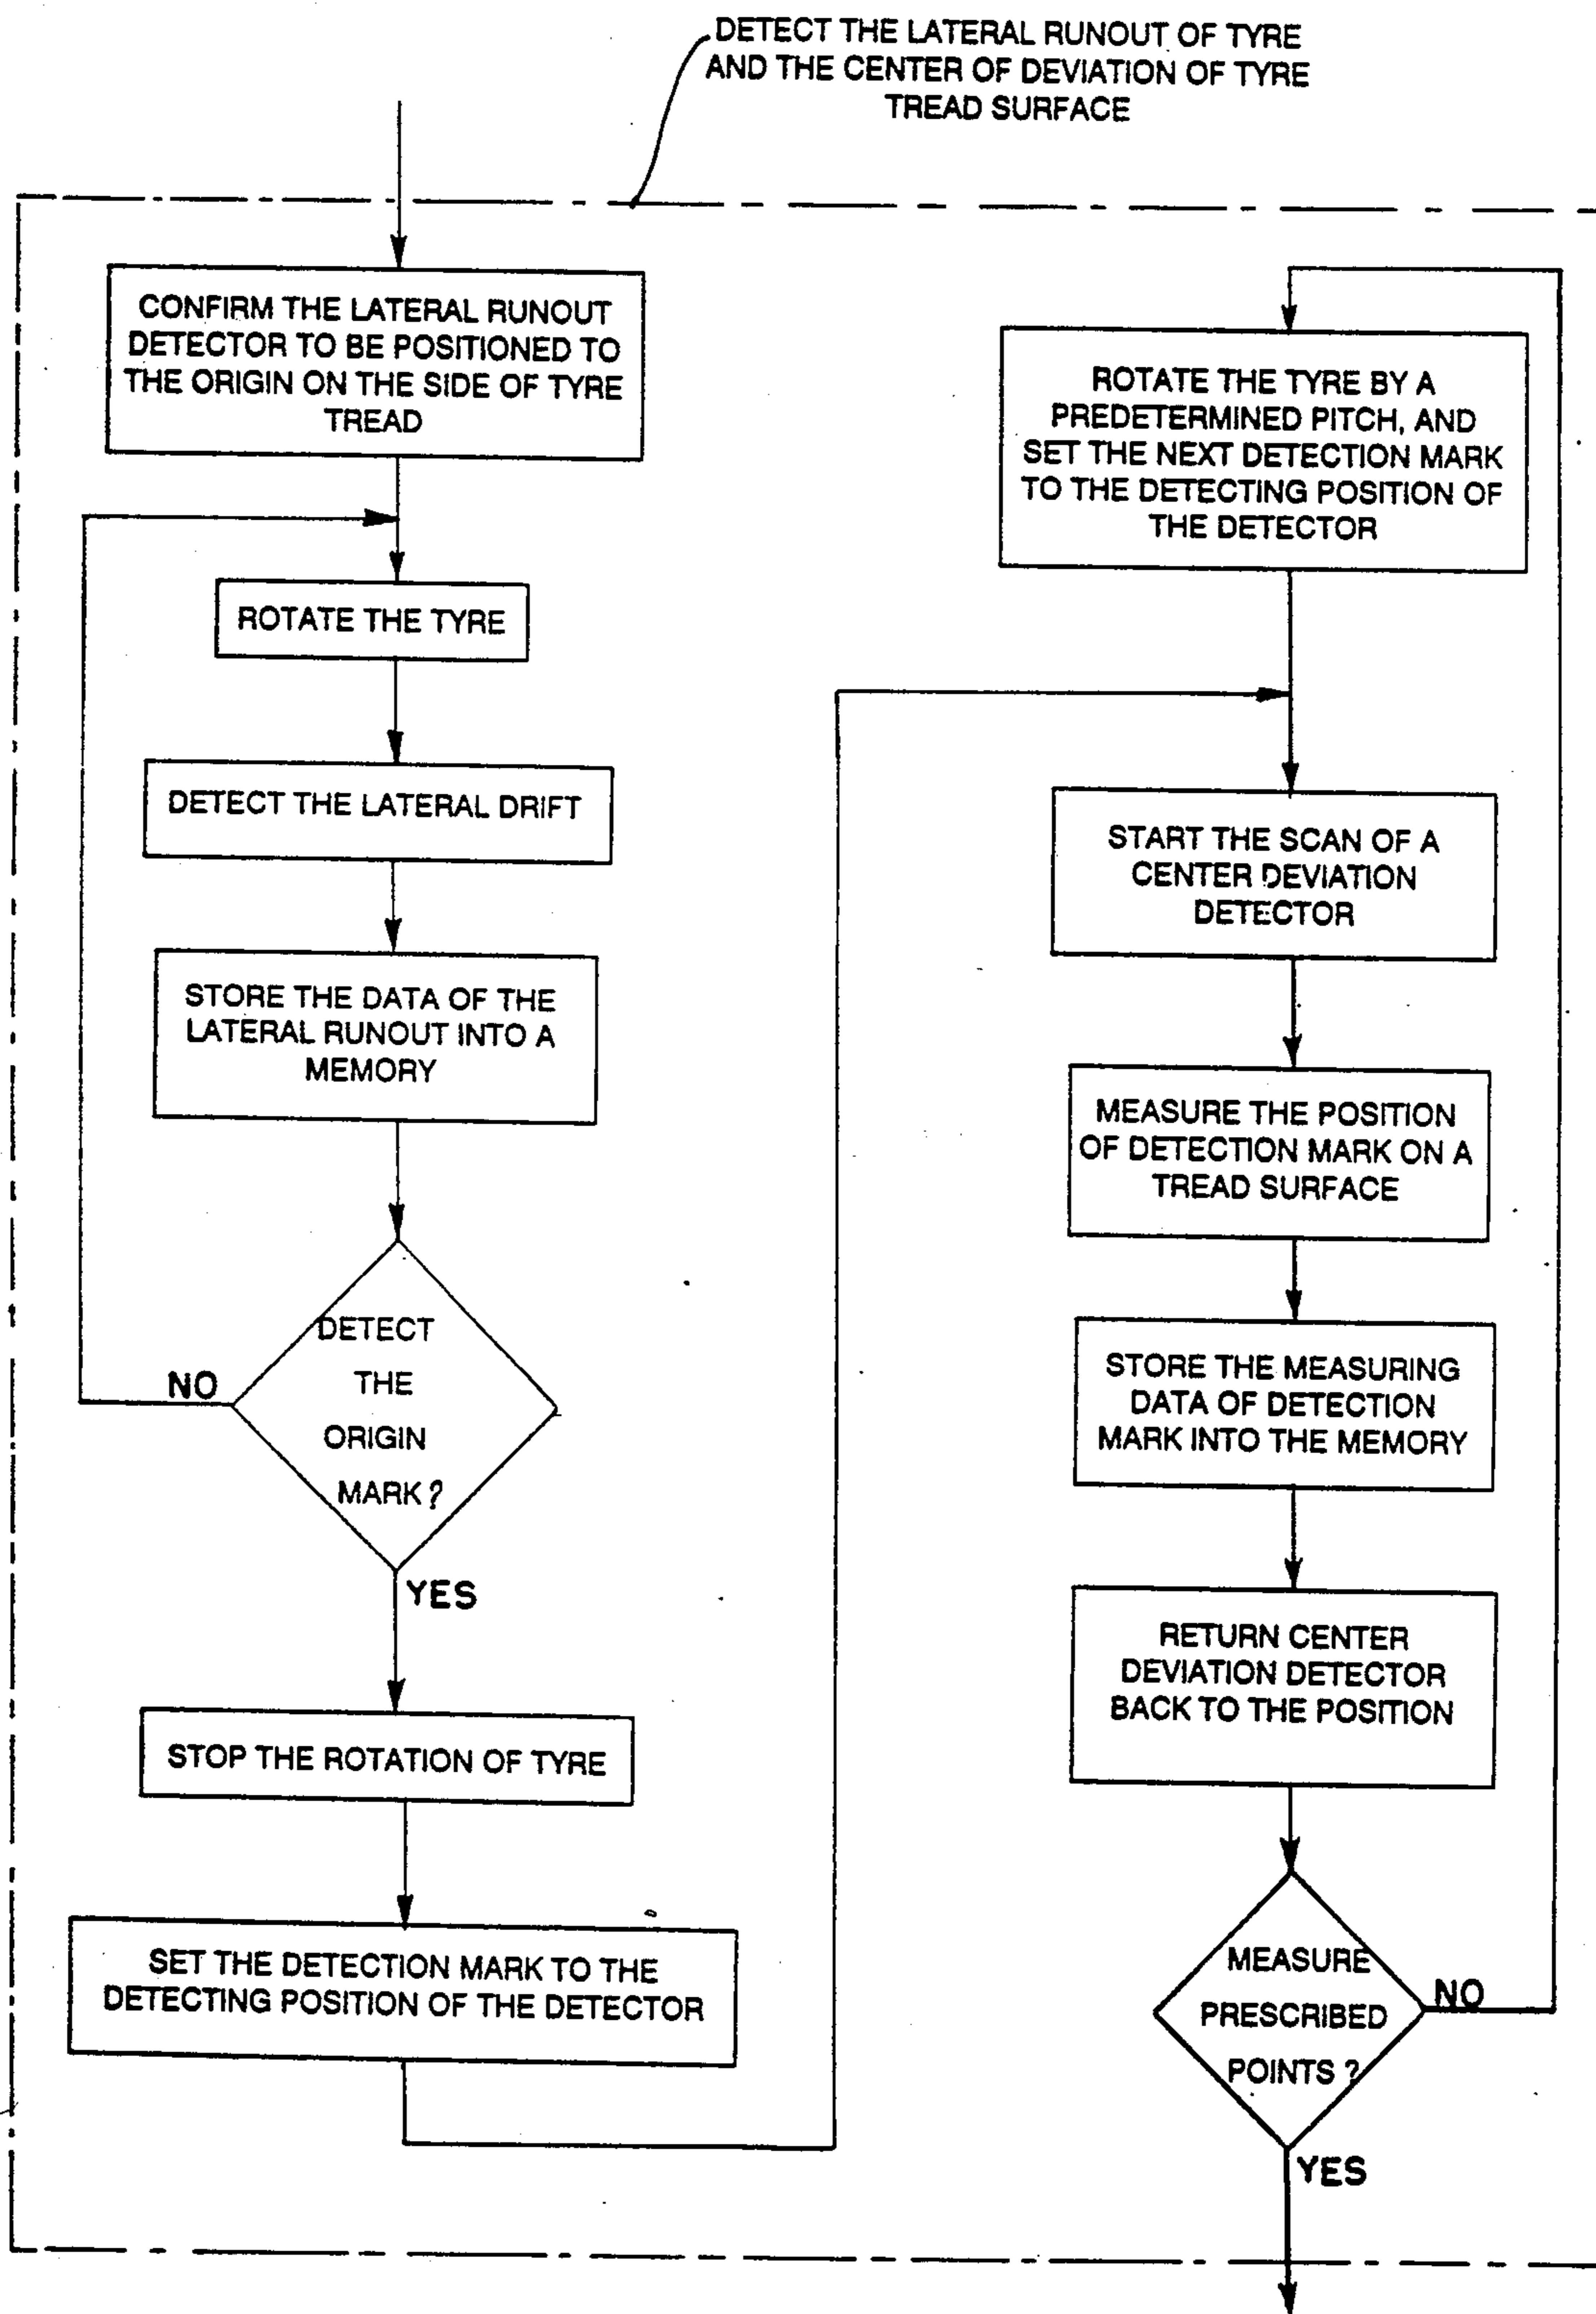 DETECT THE LATERAL RUNOUT OF TYRE
AND THE CENTER OF DEVIATION OF TYRE
TREAD SURFACE
CONFIRM THE LATERAL RUNOUT
DETECTOR TO BE POSITIONED TO
THE ORIGIN ON THE SIDE OF TYRE
TREAD
ROTATE THE TYRE
DETECT THE LATERAL DRIFT
STORE THE DATA OF THE
LATERAL RUNOUT INTO A
MEMORY
DETECT
THE
ORIGIN
MARK?
NO
YES
STOP THE ROTATION OF TYRE
SET THE DETECTION MARK TO THE
DETECTING POSITION OF THE DETECTOR
ROTATE THE TYRE BY A
PREDETERMINED PITCH, AND
SET THE NEXT DETECTION MARK
TO THE DETECTING POSITION OF
THE DETECTOR
START THE SCAN OF A
CENTER DEVIATION
DETECTOR
MEASURE THE POSITION
OF DETECTION MARK ON A
TREAD SURFACE
STORE THE MEASURING
DATA OF DETECTION
MARK INTO THE MEMORY
RETURN CENTER
DEVIATION DETECTOR
BACK TO THE POSITION
MEASURE
PRESCRIBED
POINTS ?
NO
YES